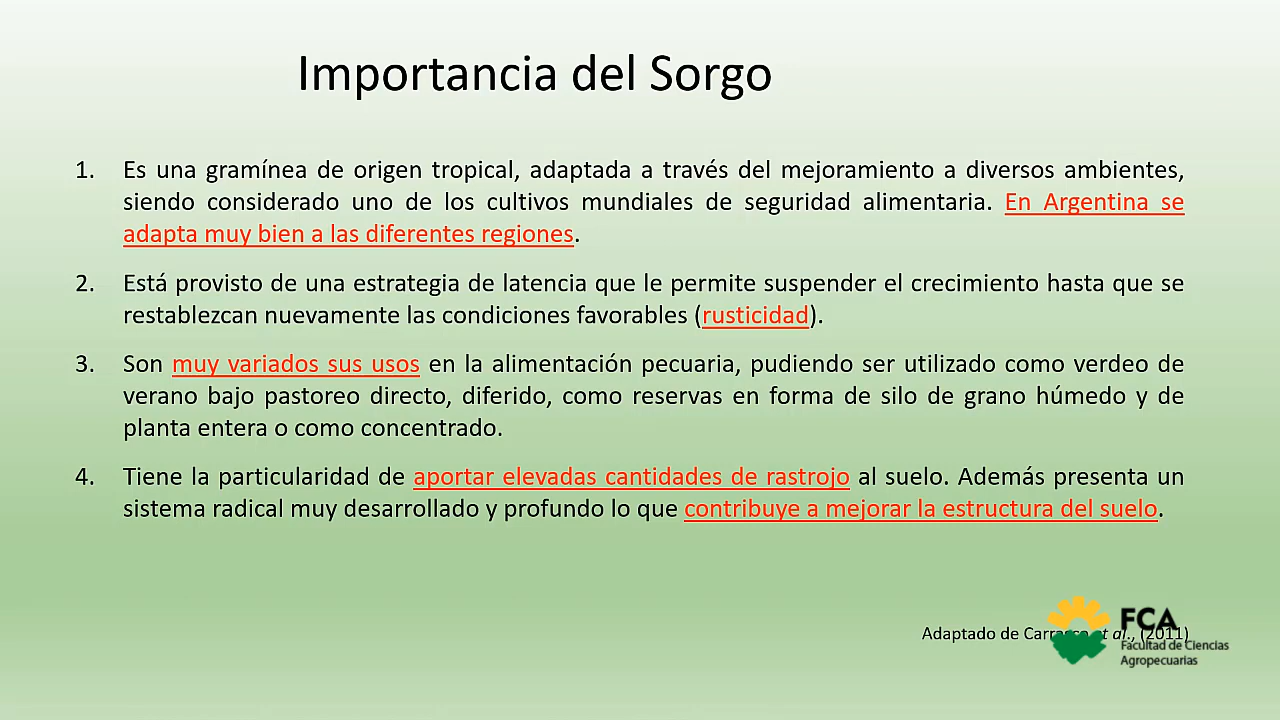 Importancia del Sorgo
1. Es una gramínea de origen tropical, adaptada a través del mejoramiento a diversos ambientes,
siendo considerado uno de los cultivos mundiales de seguridad alimentaria. En Argentina se
adapta muy bien a las diferentes regiones.
2. Está provisto de una estrategia de latencia que le permite suspender el crecimiento hasta que se
restablezcan nuevamente las condiciones favorables (rusticidad).
3. Son muy variados sus usos en la alimentación pecuaria, pudiendo ser utilizado como verdeo de
verano bajo pastoreo directo, diferido, como reservas en forma de silo de grano húmedo y de
planta entera o como concentrado.
4. Tiene la particularidad de aportar elevadas cantidades de rastrojo al suelo. Además presenta un
sistema radical muy desarrollado y profundo lo que contribuye a mejorar la estructura del suelo.
Adaptado de et al., (2011)
FCA
Facultad de Ciencias
Agropecuarias